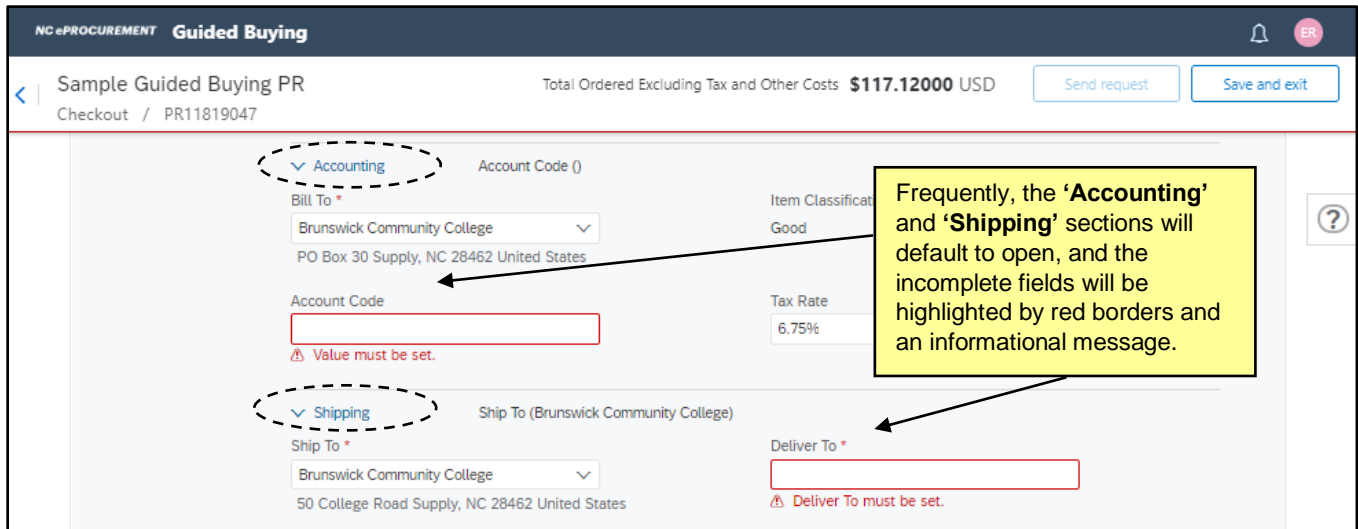 NC ePROCUREMENT Guided Buying
ER
Sample Guided Buying PR
Total Ordered Excluding Tax and Other Costs $117.12000 USD
Send request
Save and exit
Checkout / PR11819047
Accounting
Account Code ()
Bill To *
Brunswick Community College
PO Box 30 Supply, NC 28462 United States
Item Classificati
Good
Account Code
Value must be set.
Tax Rate
6.75%
Frequently, the ‘Accounting’
and ‘Shipping’ sections will
default to open, and the
incomplete fields will be
highlighted by red borders and
an informational message.
?
Shipping
Ship To (Brunswick Community College)
Ship To *
Brunswick Community College
50 College Road Supply, NC 28462 United States
Deliver To *
Deliver To must be set.